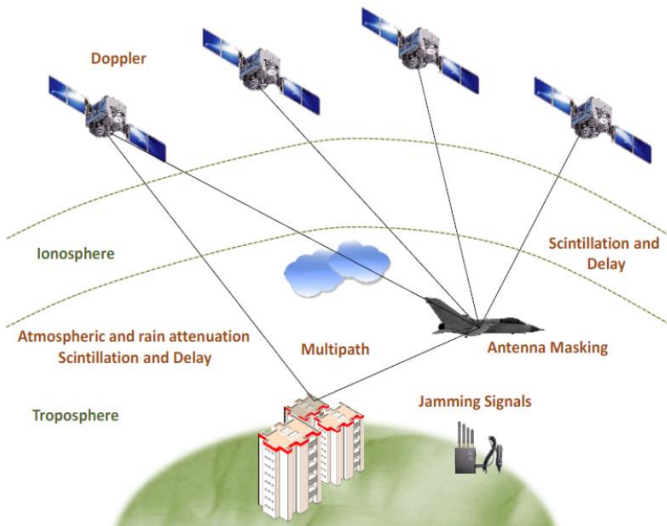 Doppler
Ionosphere
Scintillation and
Delay
Atmospheric and rain attenuation
Scintillation and Delay
Multipath
Antenna Masking
Troposphere
Jamming Signals